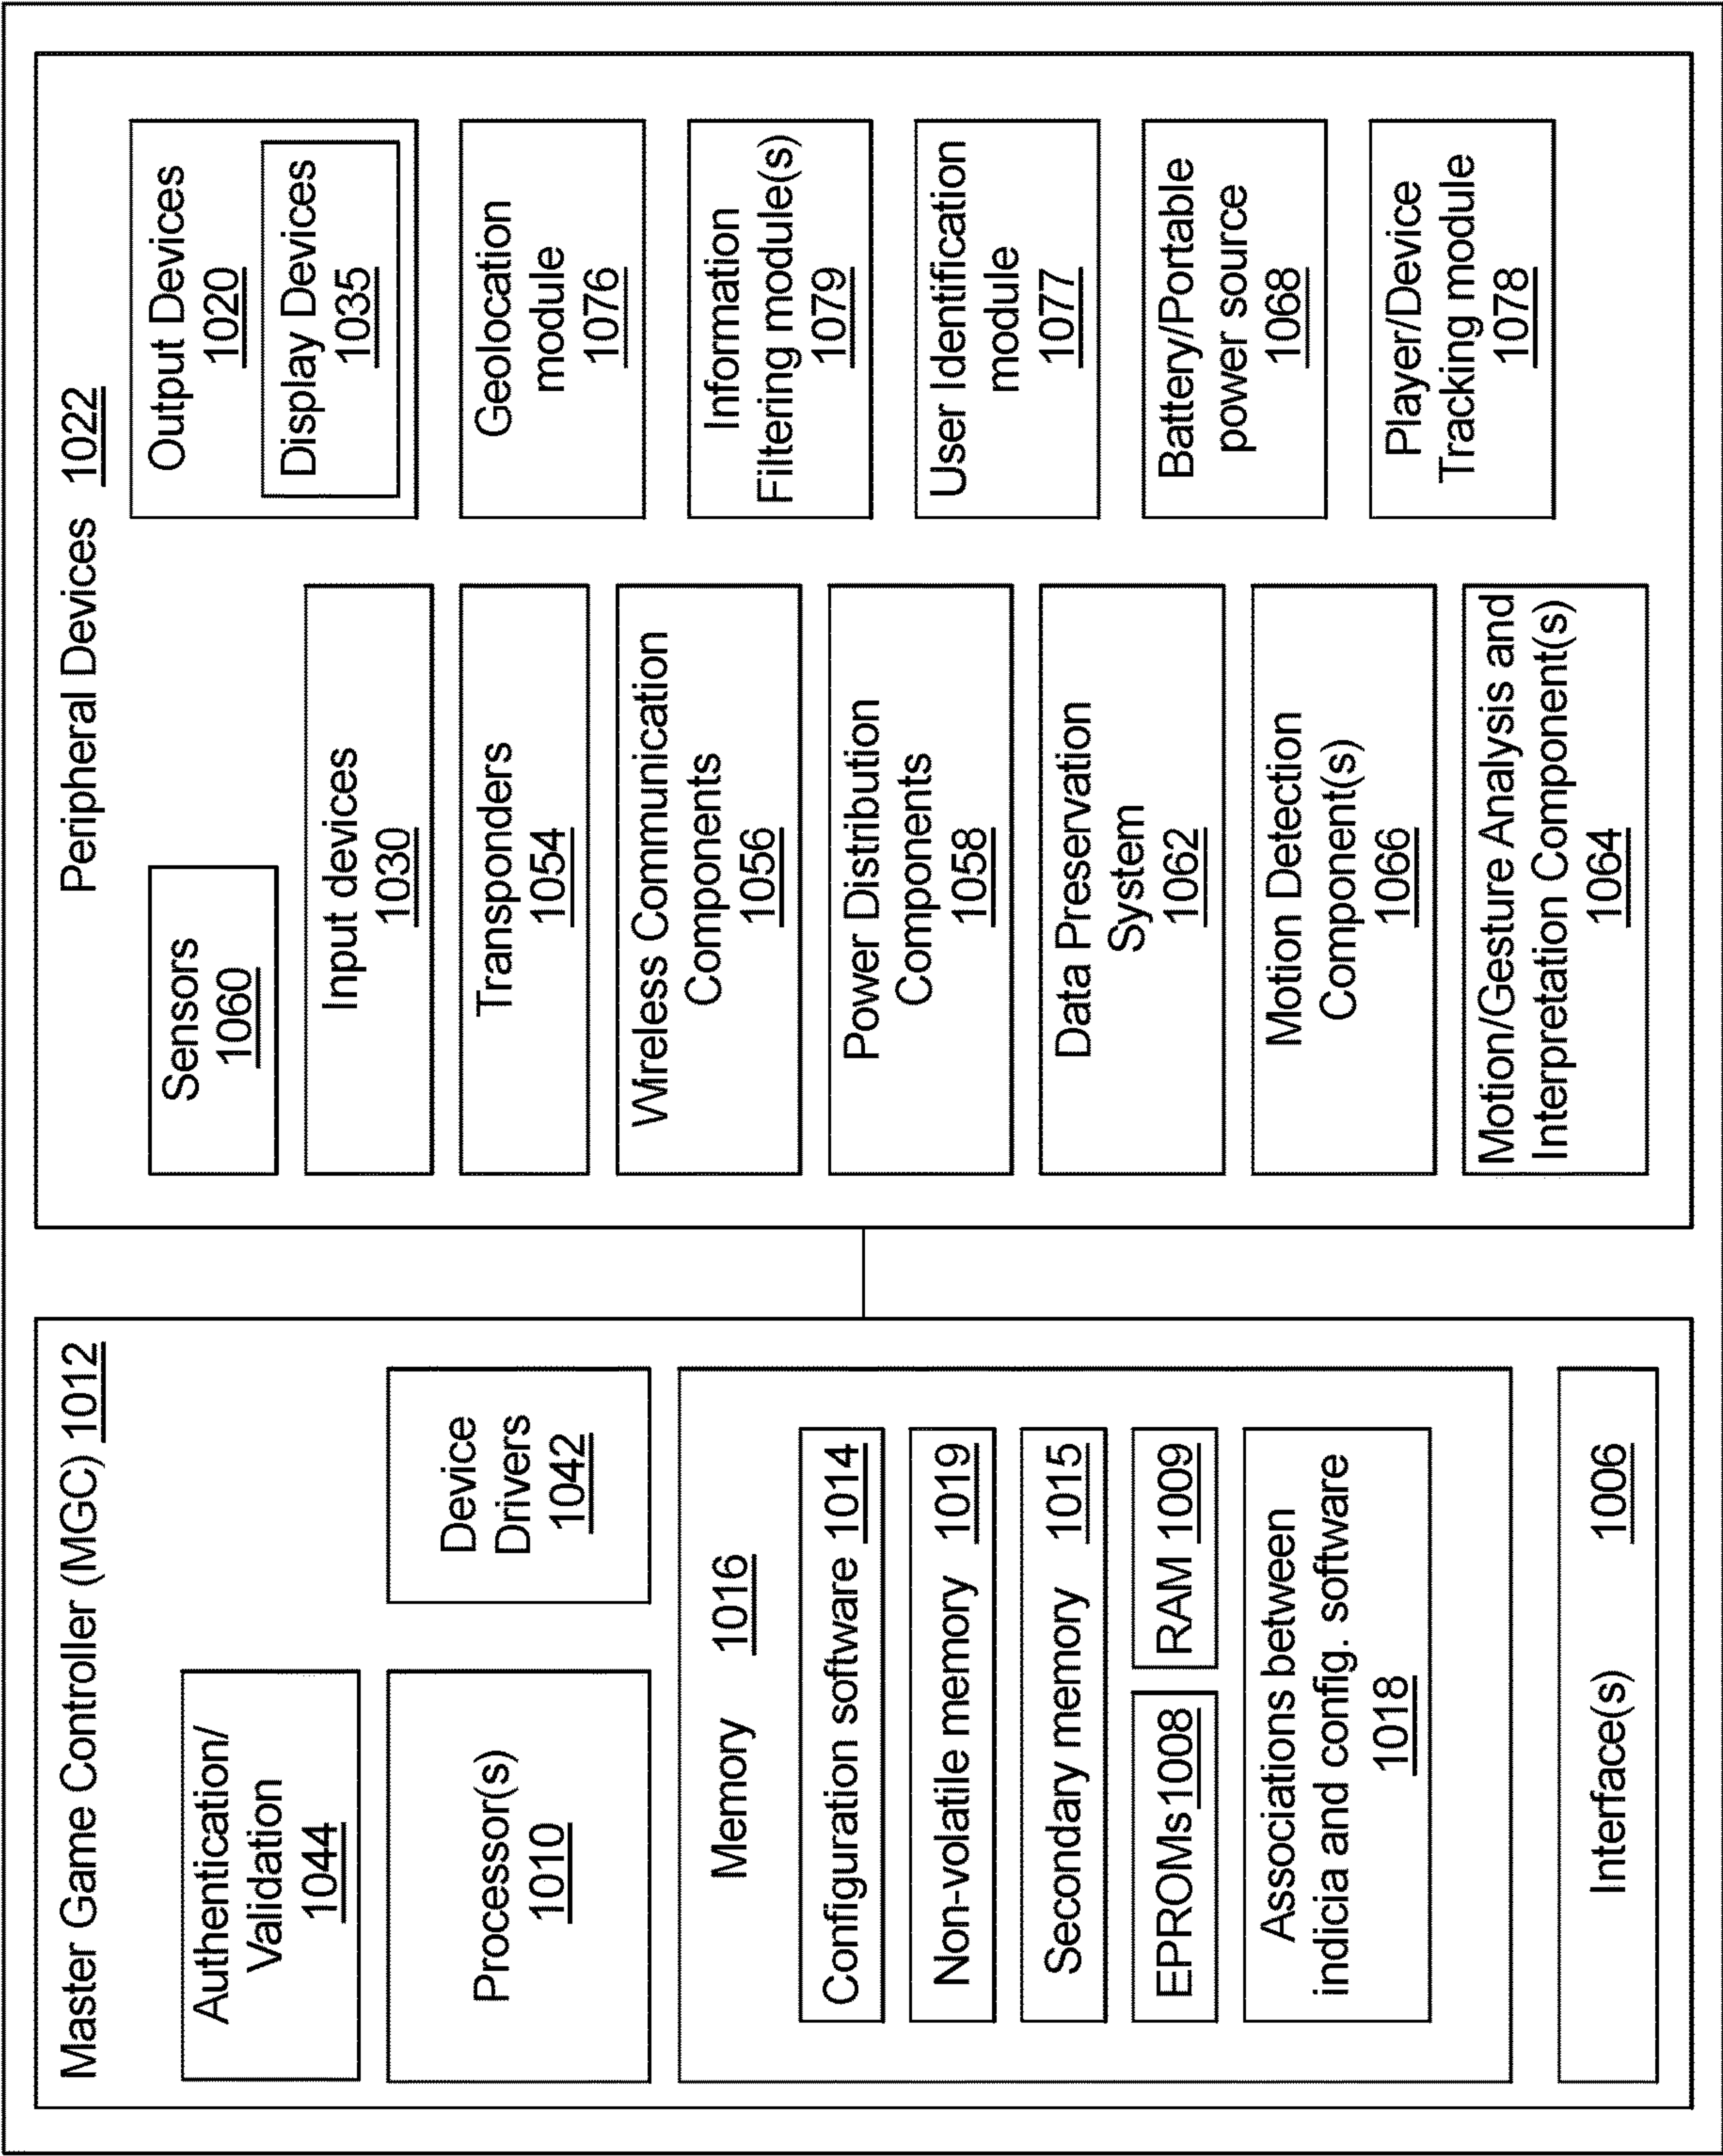 Master Game Controller (MGC) 1012
Authentication/
Validation
1044
Processor(s)
1010
Device
Drivers
1042
Memory 1016
Configuration software 1014
Non-volatile memory 1019
Secondary memory 1015
EPROMs 1008
RAM 1009
Associations between
indicia and config. software
1018
Interface(s) 1006
Peripheral Devices 1022
Sensors
1060
Input devices
1030
Transponders
1054
Wireless Communication
Components
1056
Power Distribution
Components
1058
Data Preservation
System
1062
Motion Detection
Component(s)
1066
Motion/Gesture Analysis and
Interpretation Component(s)
1064
Output Devices
1020
Display Devices
1035
Geolocation
module
1076
Information
Filtering module(s)
1079
User Identification
module
1077
Battery/Portable
power source
1068
Player/Device
Tracking module
1078